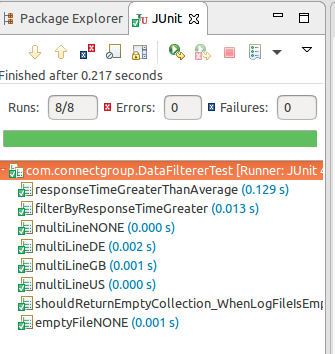 Package Explorer JUnit
Finished after 0.217 seconds
Runs: 8/8 Errors: 0 Failures: 0
com.connectgroup.DataFiltererTest [Runner: JUnit 4
responseTimeGreaterThanAverage (0.129 s)
filterByResponseTimeGreater (0.013 s)
multiLineNONE (0.000 s)
multiLineDE (0.002 s)
multiLineGB (0.001 s)
multiLineUS (0.000 s)
shouldReturnEmptyCollection_WhenLogFileIsEmp
emptyFileNONE (0.001 s)